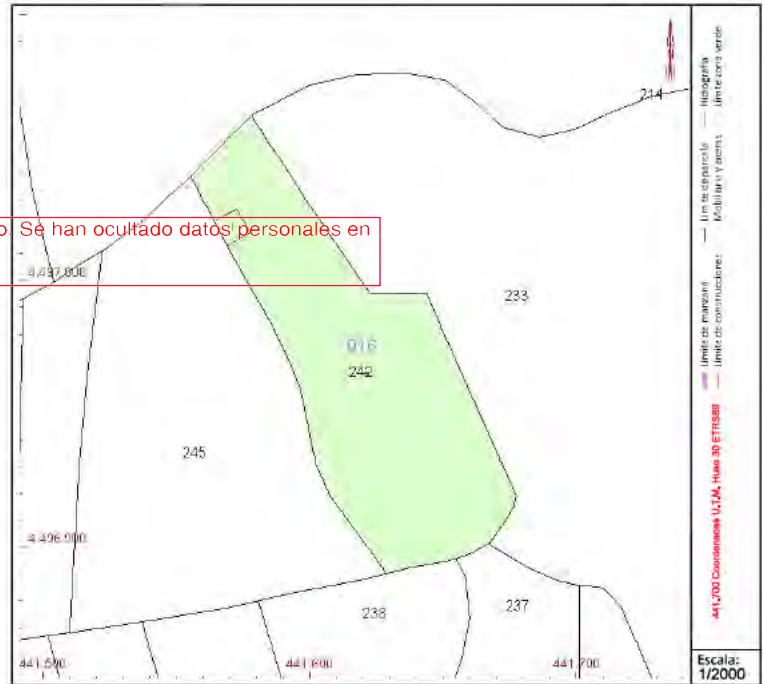 214
o. Se han ocultado datos personales en
4,497,000
233
016
242
245
4,496,900
238
237
441,500
441,600
441,700
Límite de manzana
Límite de parcela
Hidrografía
Límite de construcciones
Mobiliario y aceras
Límite zona verde
441,700 Coordenadas U.T.M. Huso 30 ETRS89
Escala:
1/2000